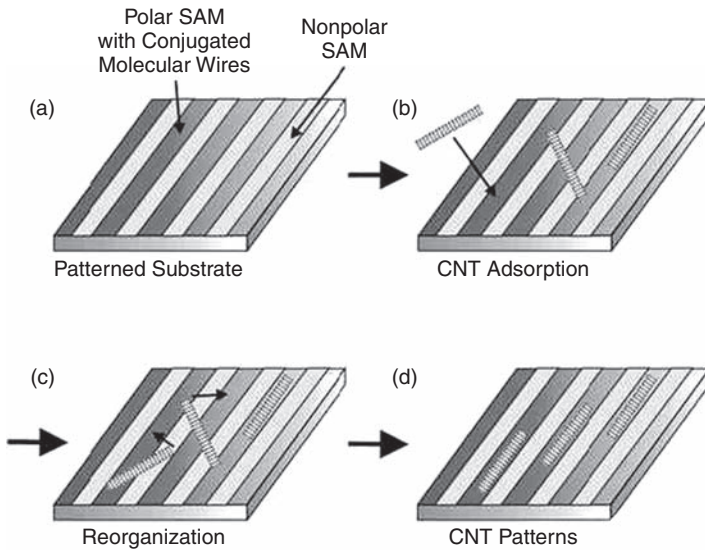 Polar SAM
with Conjugated
Molecular Wires
Nonpolar
SAM
(a)
(b)
Patterned Substrate
CNT Adsorption
(c)
(d)
Reorganization
CNT Patterns